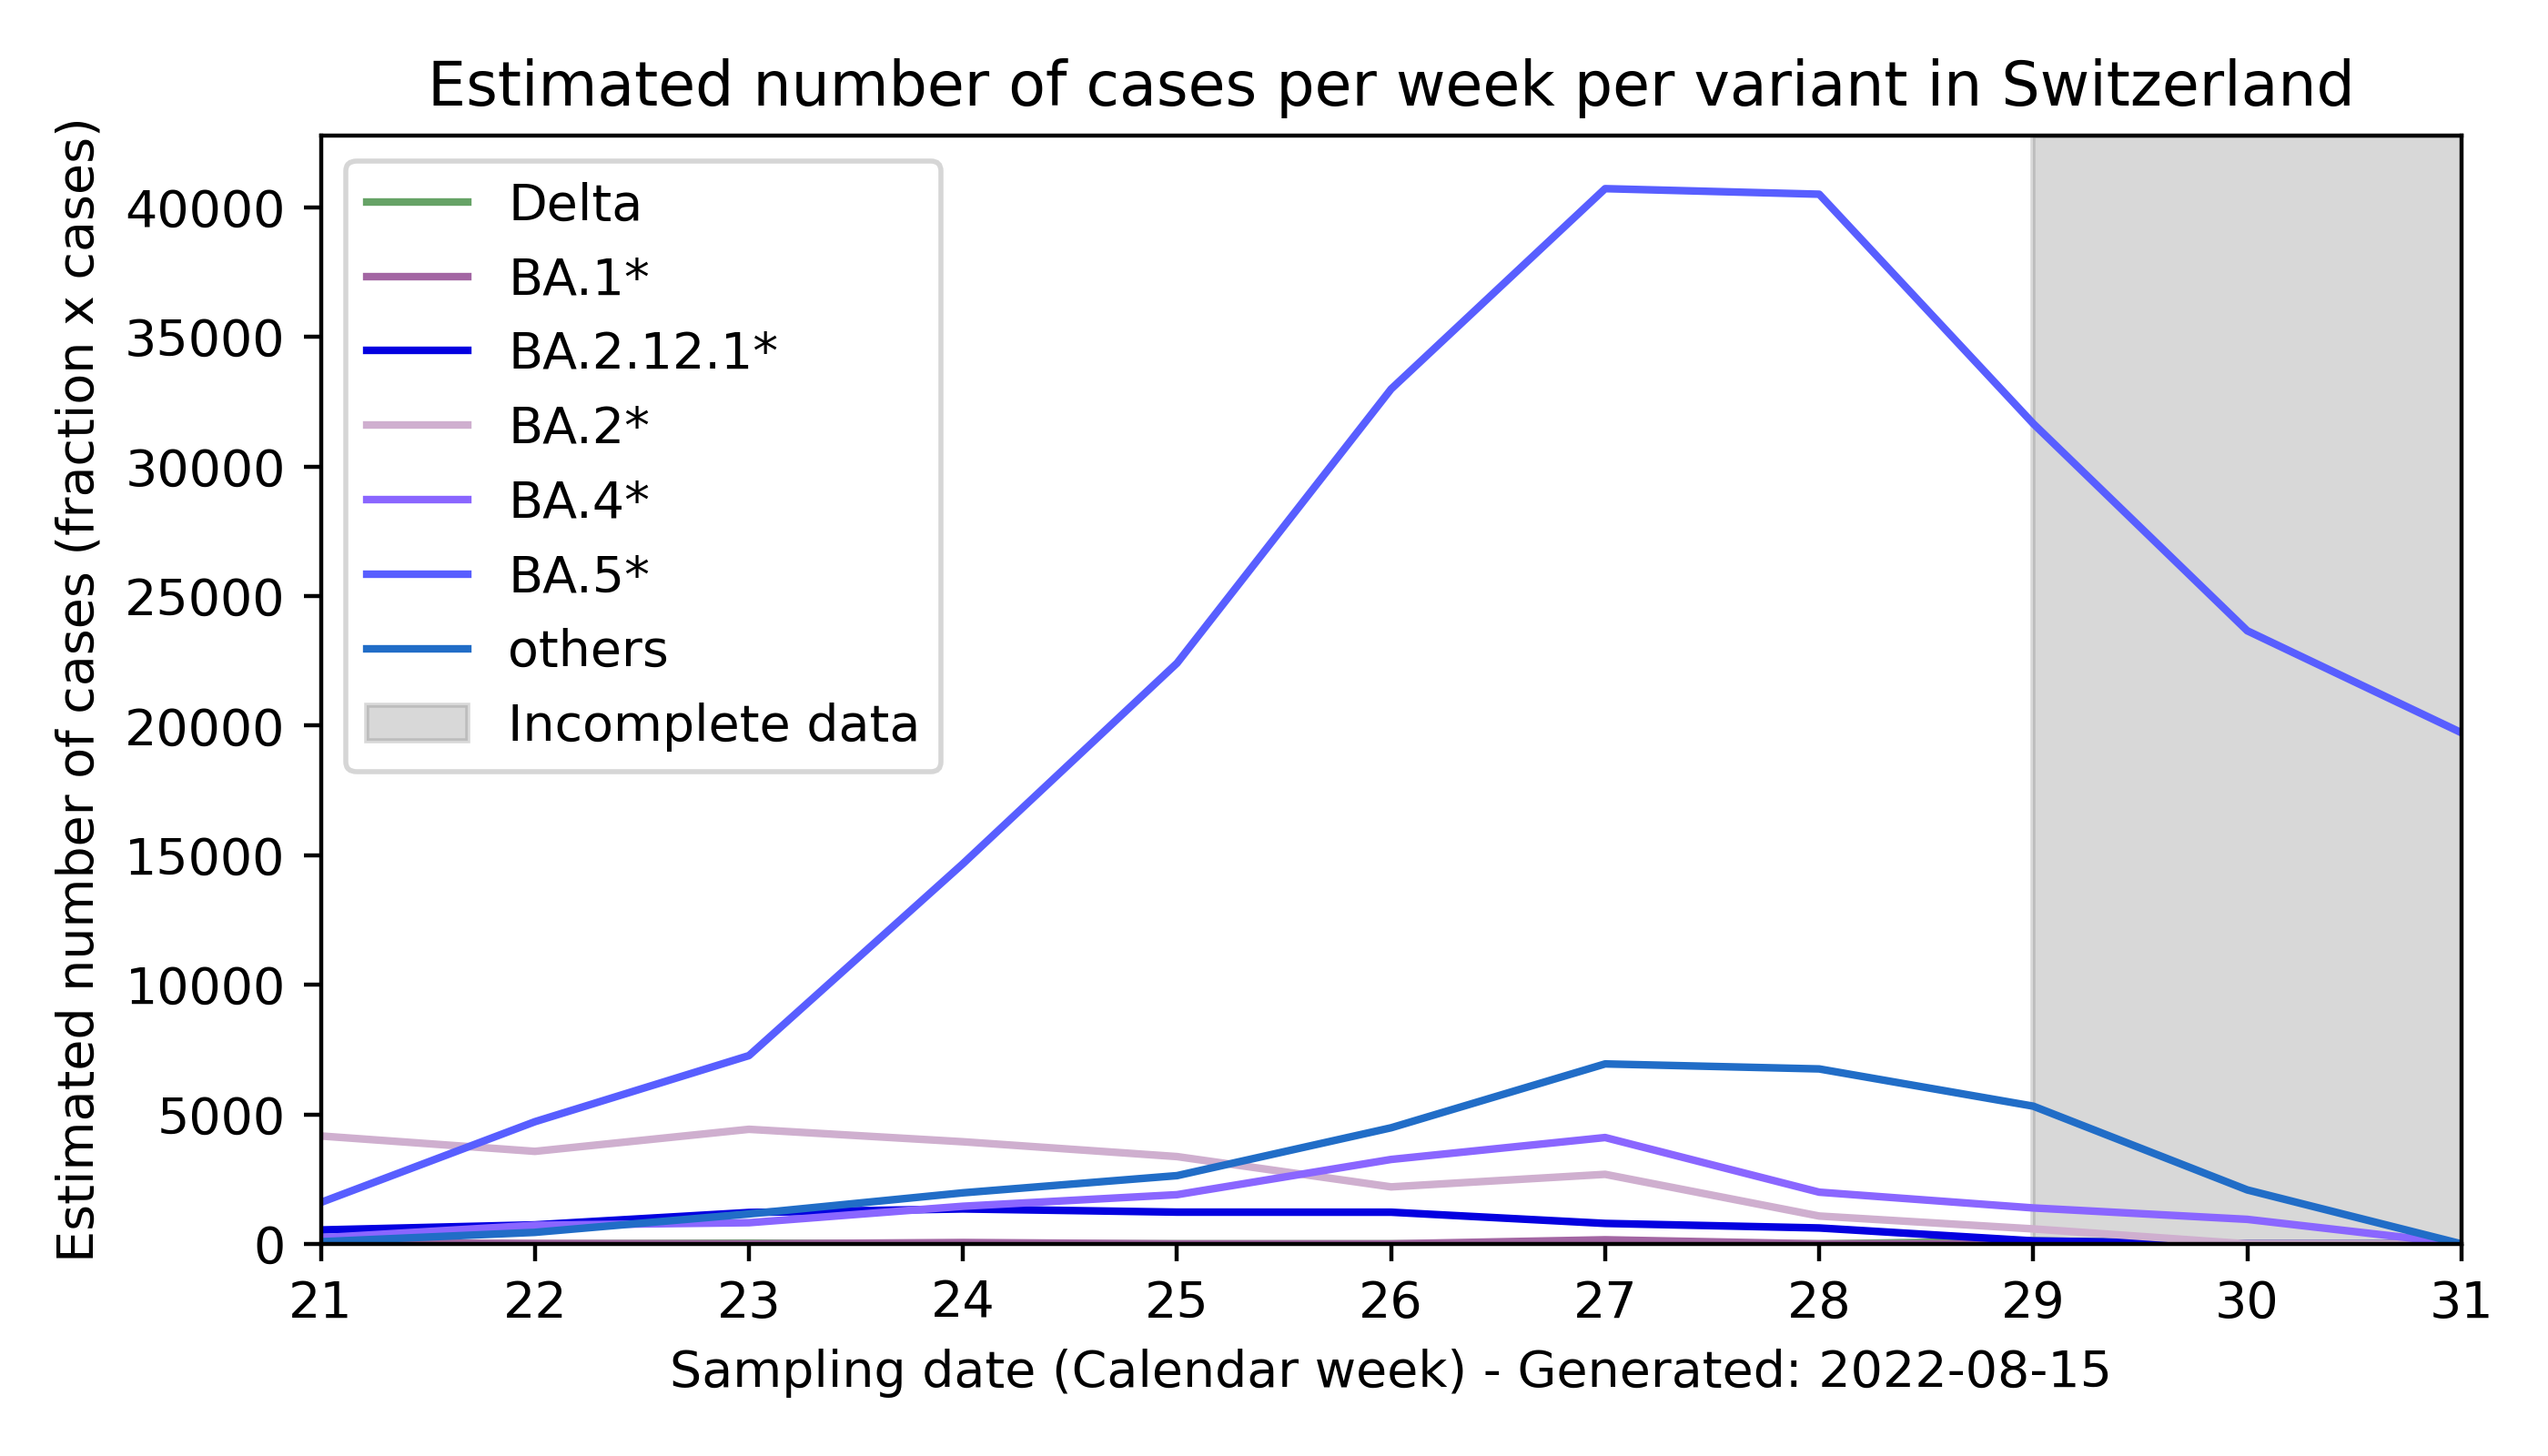 Estimated number of cases per week per variant in Switzerland
Estimated number of cases (fraction x cases)
40000
35000
30000
25000
20000
15000
10000
5000
0
Delta
BA.1*
BA.2.12.1*
BA.2*
BA.4*
BA.5*
others
Incomplete data
21 22 23 24 25 26 27 28 29 30 31
Sampling date (Calendar week) - Generated: 2022-08-15